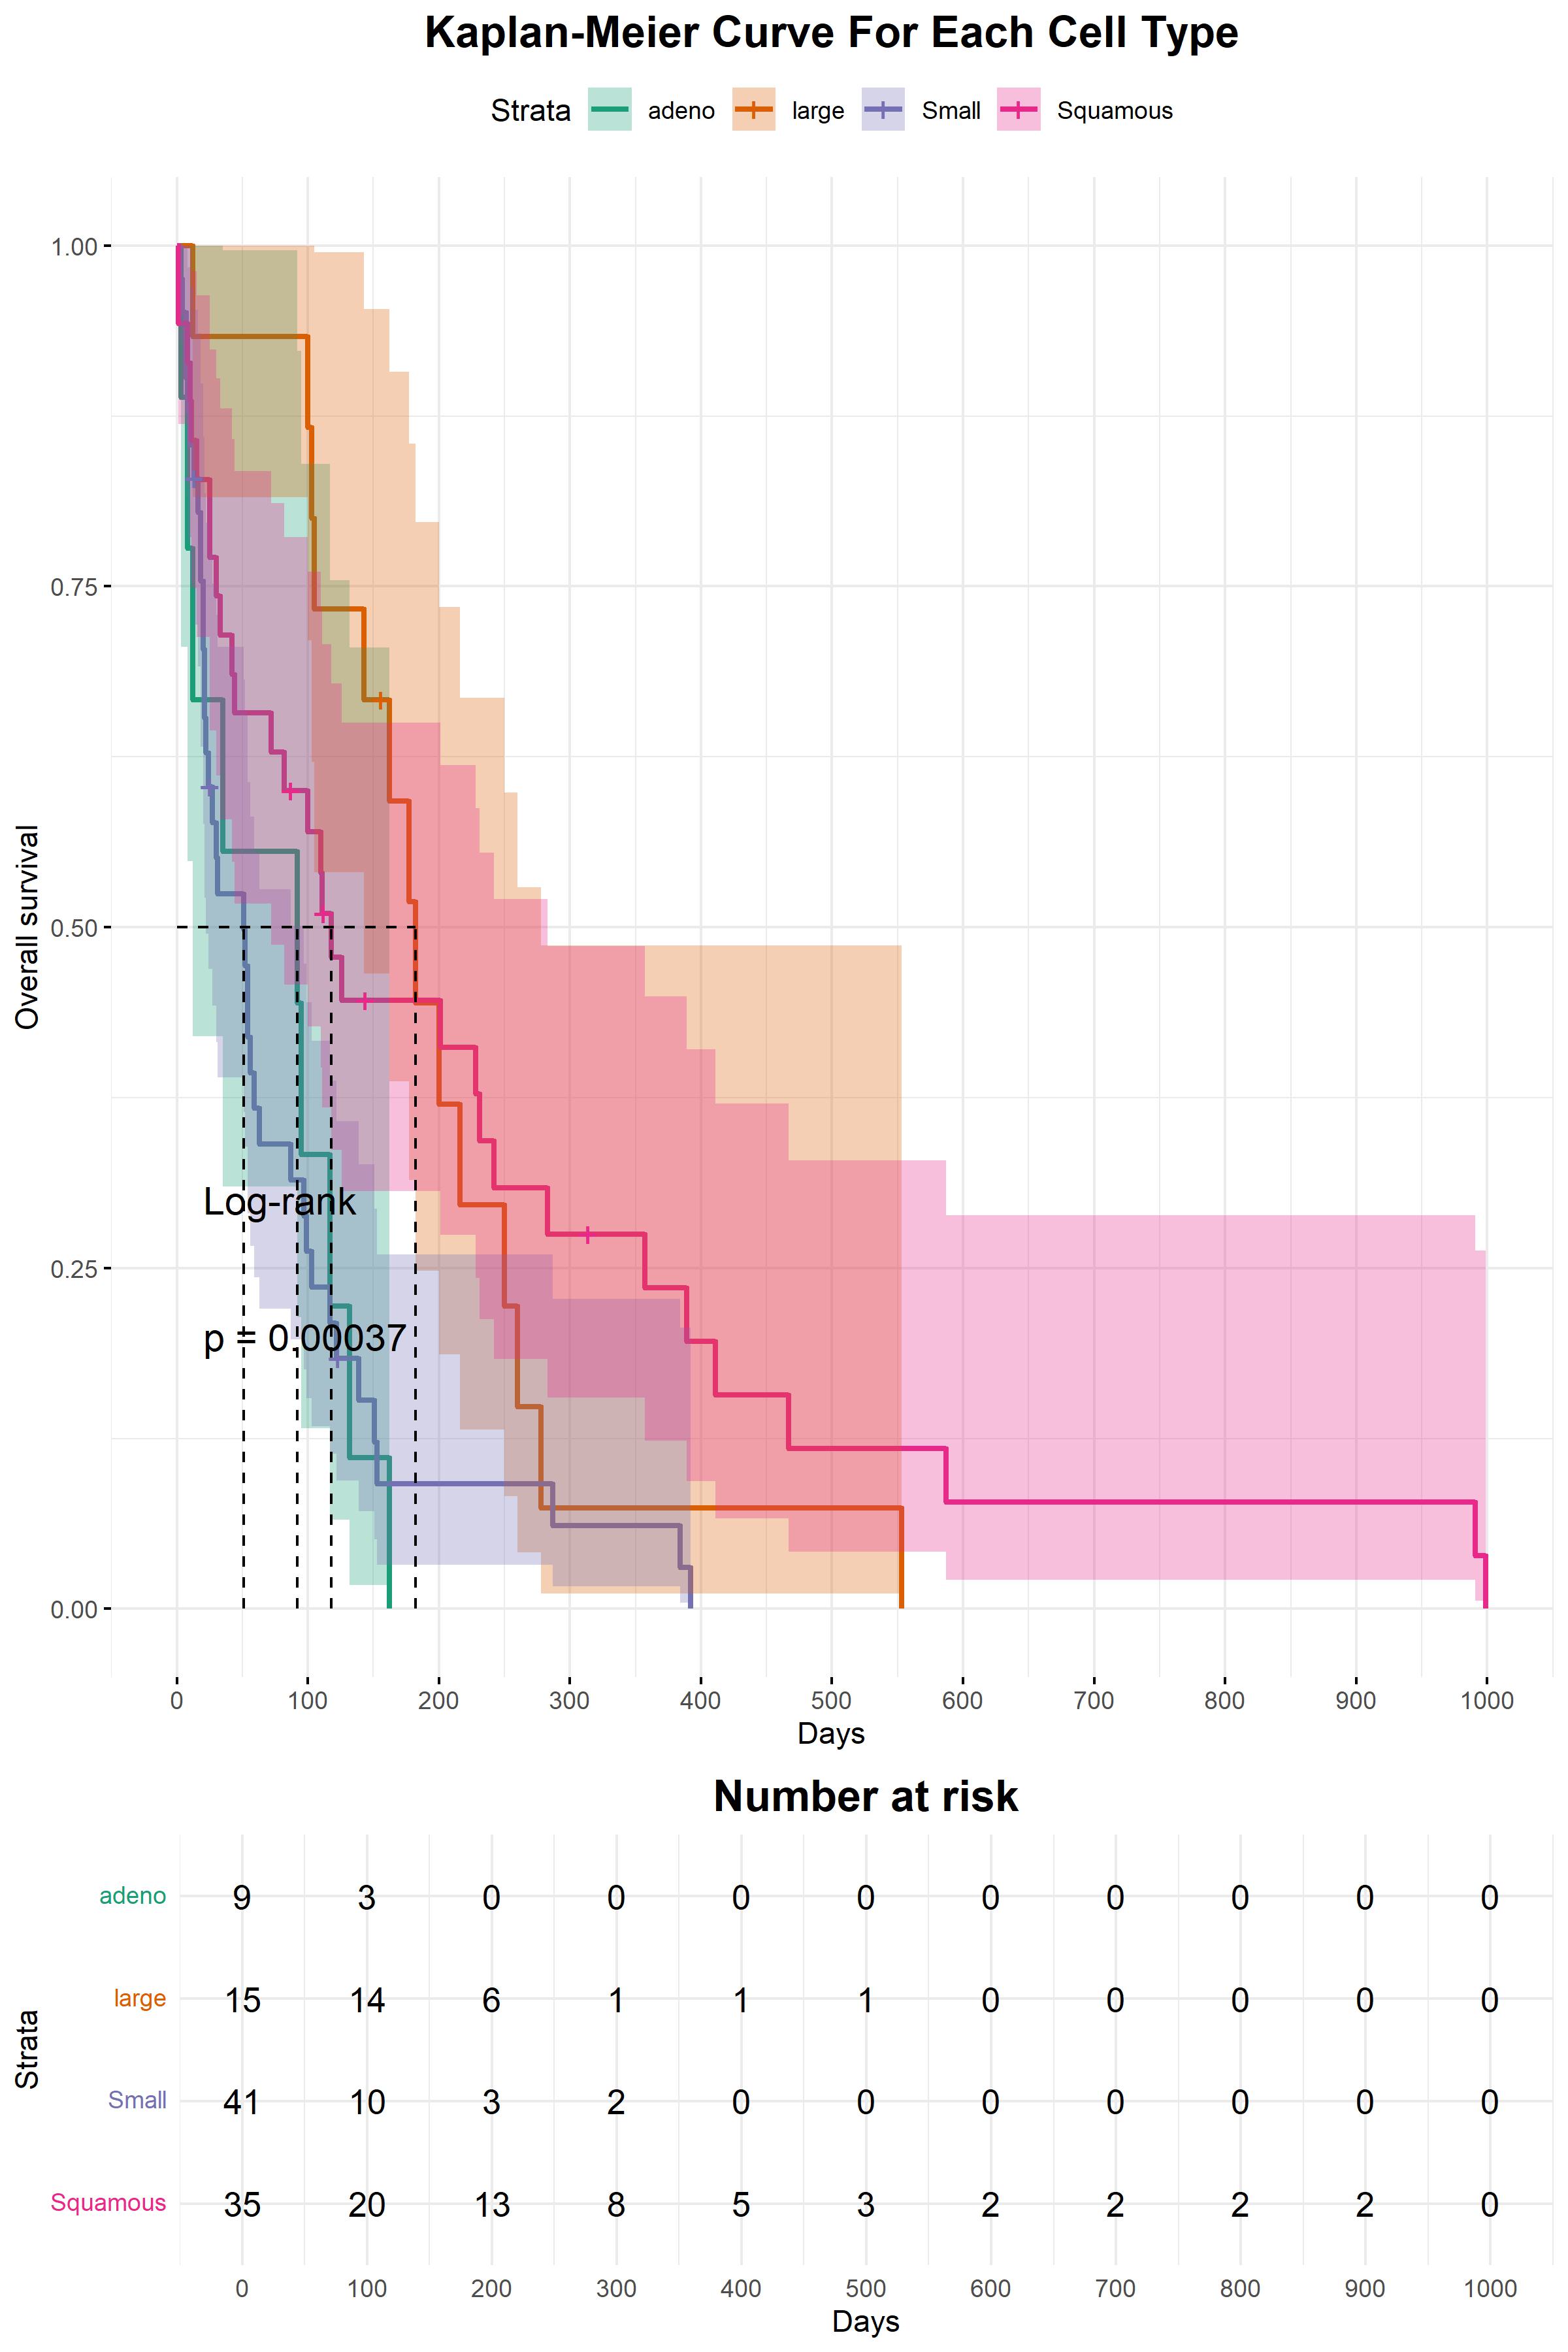 Kaplan-Meier Curve For Each Cell Type
Strata adeno large Small Squamous
Overall survival
1.00
0.75
0.50
0.25
0.00
Log-rank
p = 0.00037
0 100 200 300 400 500 600 700 800 900 1000
Days
Number at risk
Strata
adeno 9 3 0 0 0 0 0 0 0 0 0
large 15 14 6 1 1 1 0 0 0 0 0
Small 41 10 3 2 0 0 0 0 0 0 0
Squamous 35 20 13 8 5 3 2 2 2 2 0
0 100 200 300 400 500 600 700 800 900 1000
Days